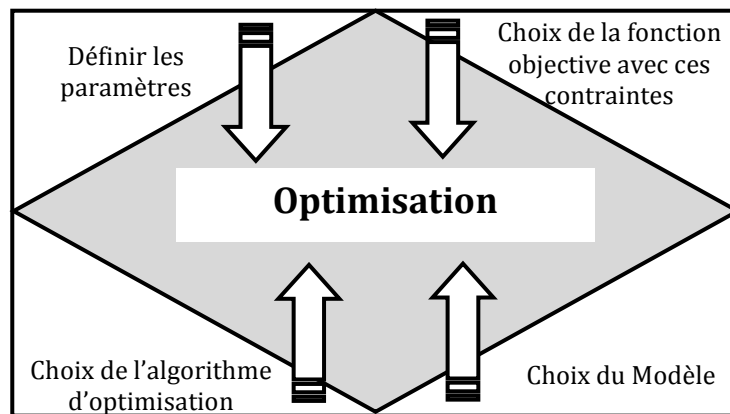 Définir les
paramètres
Choix de la fonction
objective avec ces
contraintes
Optimisation
Choix de l’algorithme
d’optimisation
Choix du Modèle